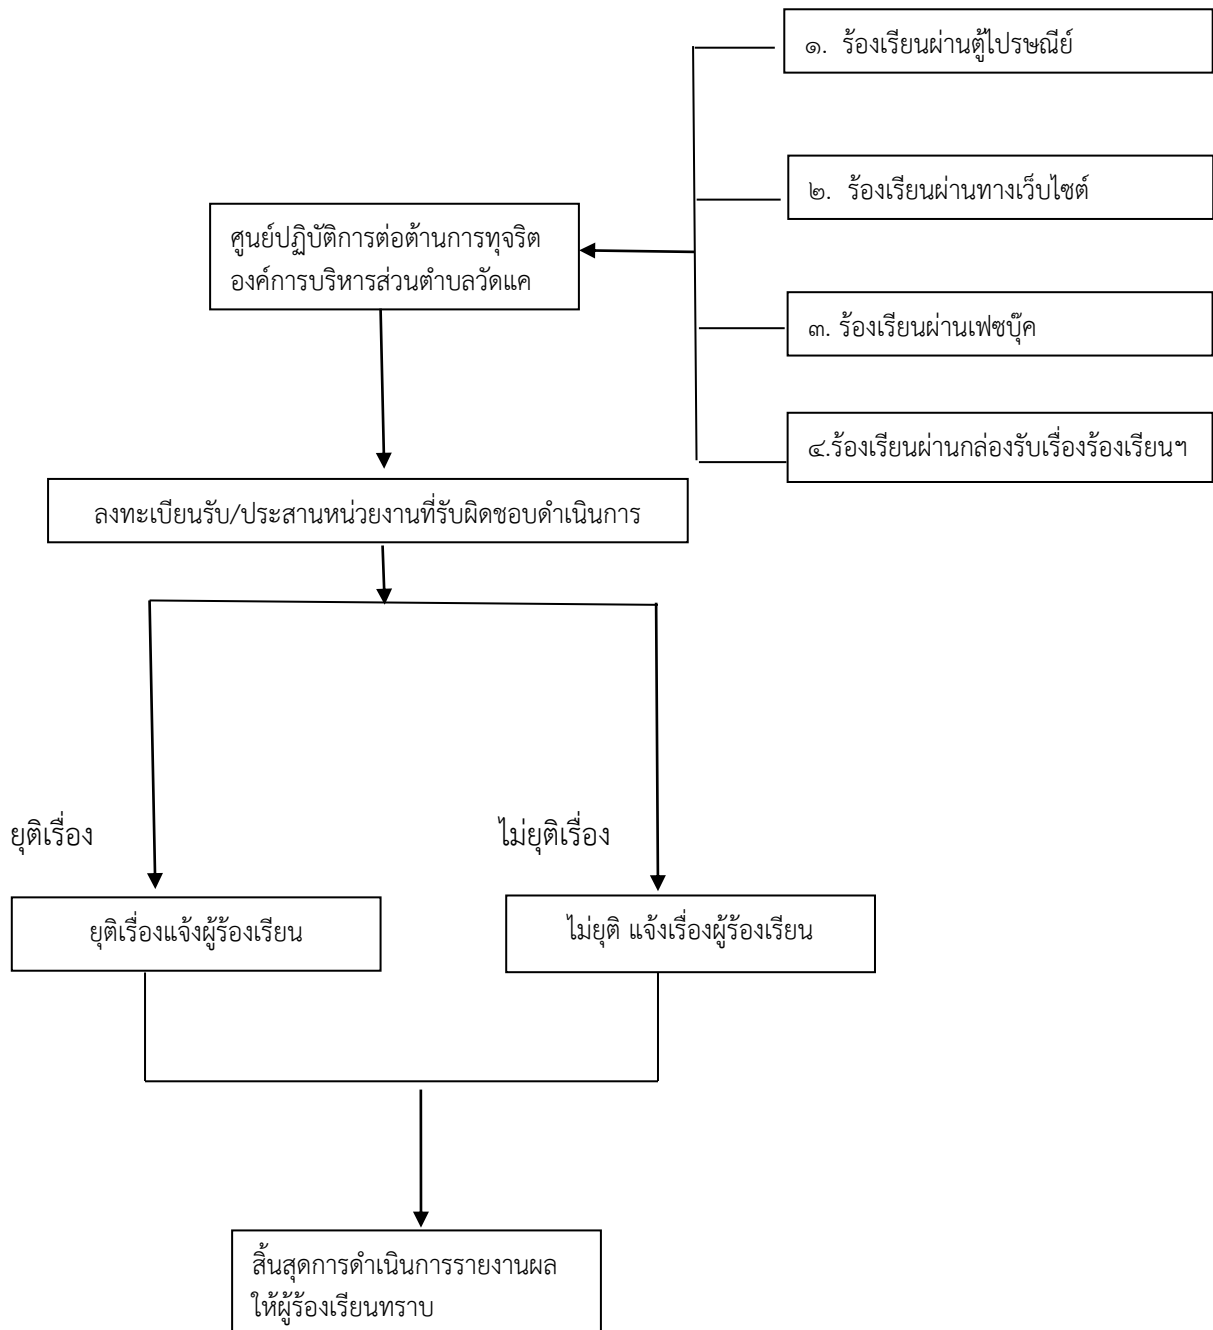 ๑. ร้องเรียนผ่านตู้ไปรษณีย์
๒. ร้องเรียนผ่านทางเว็บไซต์
ศูนย์ปฏิบัติการต่อต้านการทุจริต
องค์การบริหารส่วนตำบลวัดแค
๓. ร้องเรียนผ่านเฟซบุ๊ค
๔.ร้องเรียนผ่านกล่องรับเรื่องร้องเรียนฯ
ลงทะเบียนรับ/ประสานหน่วยงานที่รับผิดชอบดำเนินการ
ยุติเรื่อง
ไม่ยุติเรื่อง
ยุติเรื่องแจ้งผู้ร้องเรียน
ไม่ยุติ แจ้งเรื่องผู้ร้องเรียน
สิ้นสุดการดำเนินการรายงานผล
ให้ผู้ร้องเรียนทราบ